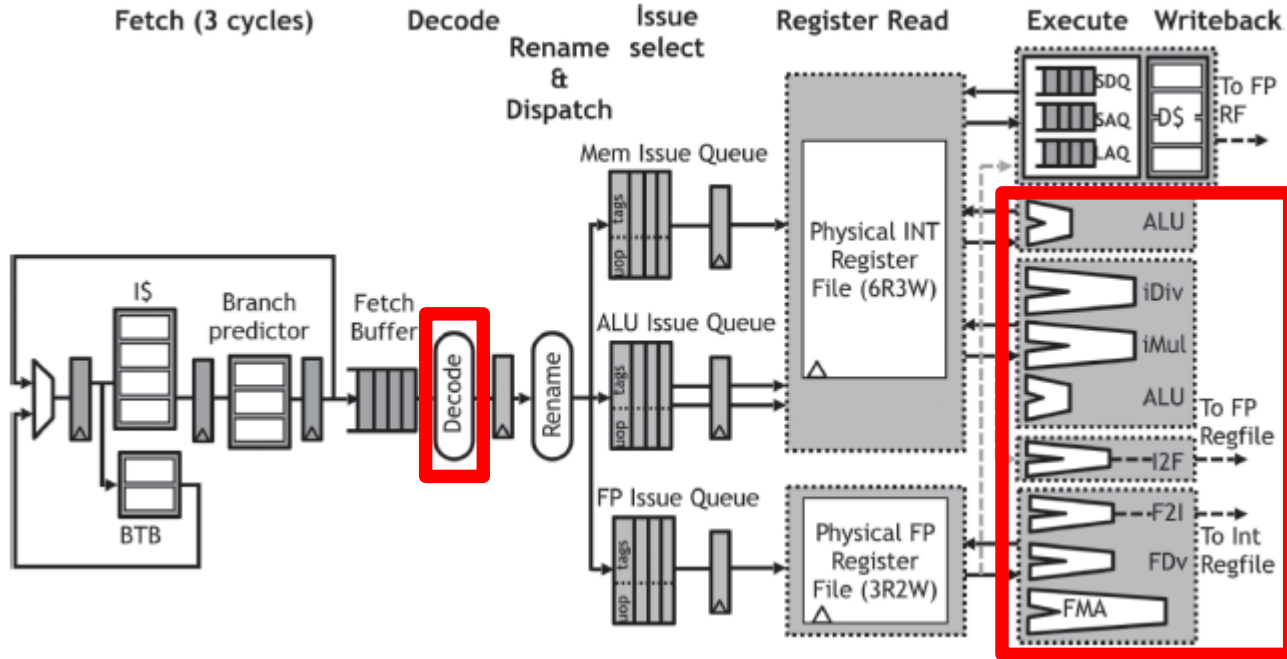 Fetch (3 cycles)
Decode
Rename
&
Dispatch
Issue
select
Register Read
Execute
Writeback
I$
Branch
predictor
BTB
Fetch
Buffer
Decode
Rename
Mem Issue Queue
tags
uop
ALU Issue Queue
tags
uop
FP Issue Queue
tags
uop
Physical INT
Register
File (6R3W)
Physical FP
Register
File (3R2W)
SDQ
SAQ
LAQ
D$
To FP
RF
ALU
iDiv
iMul
ALU
To FP
Regfile
I2F
F2I
To Int
Regfile
FDv
FMA